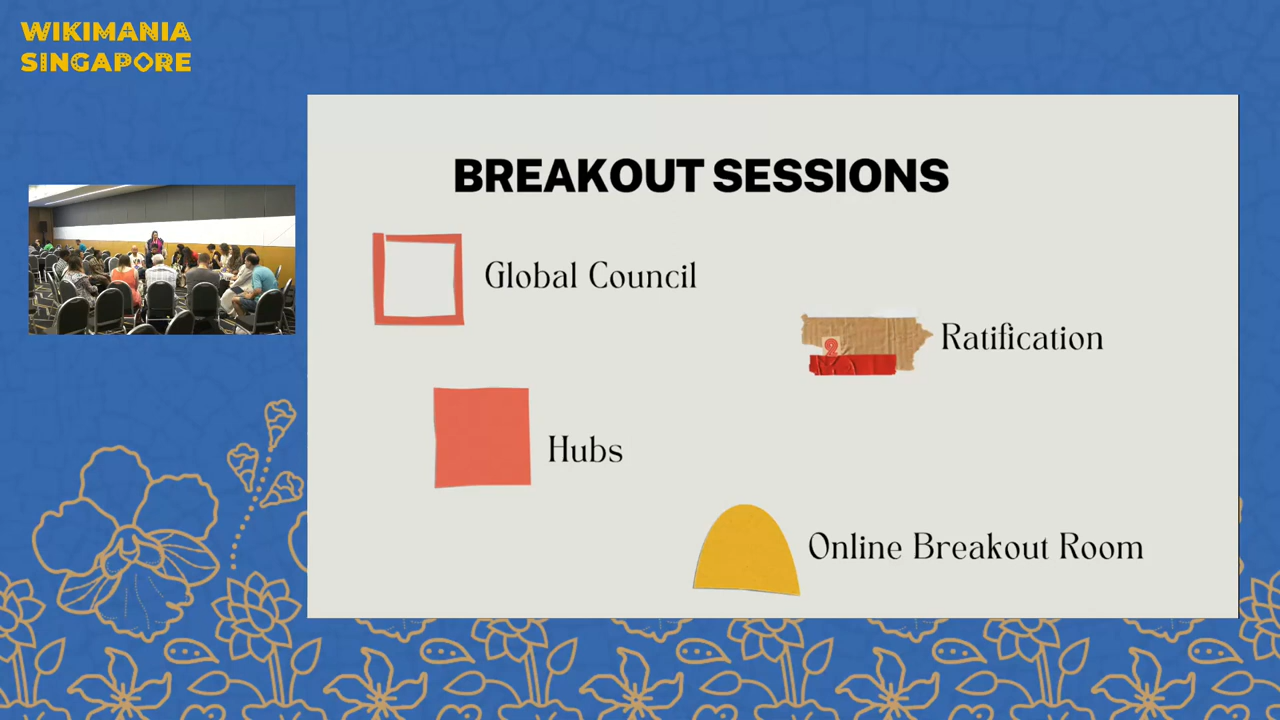 WIKIMANIA
SINGAPORE
BREAKOUT SESSIONS
Global Council
Ratification
Hubs
Online Breakout Room